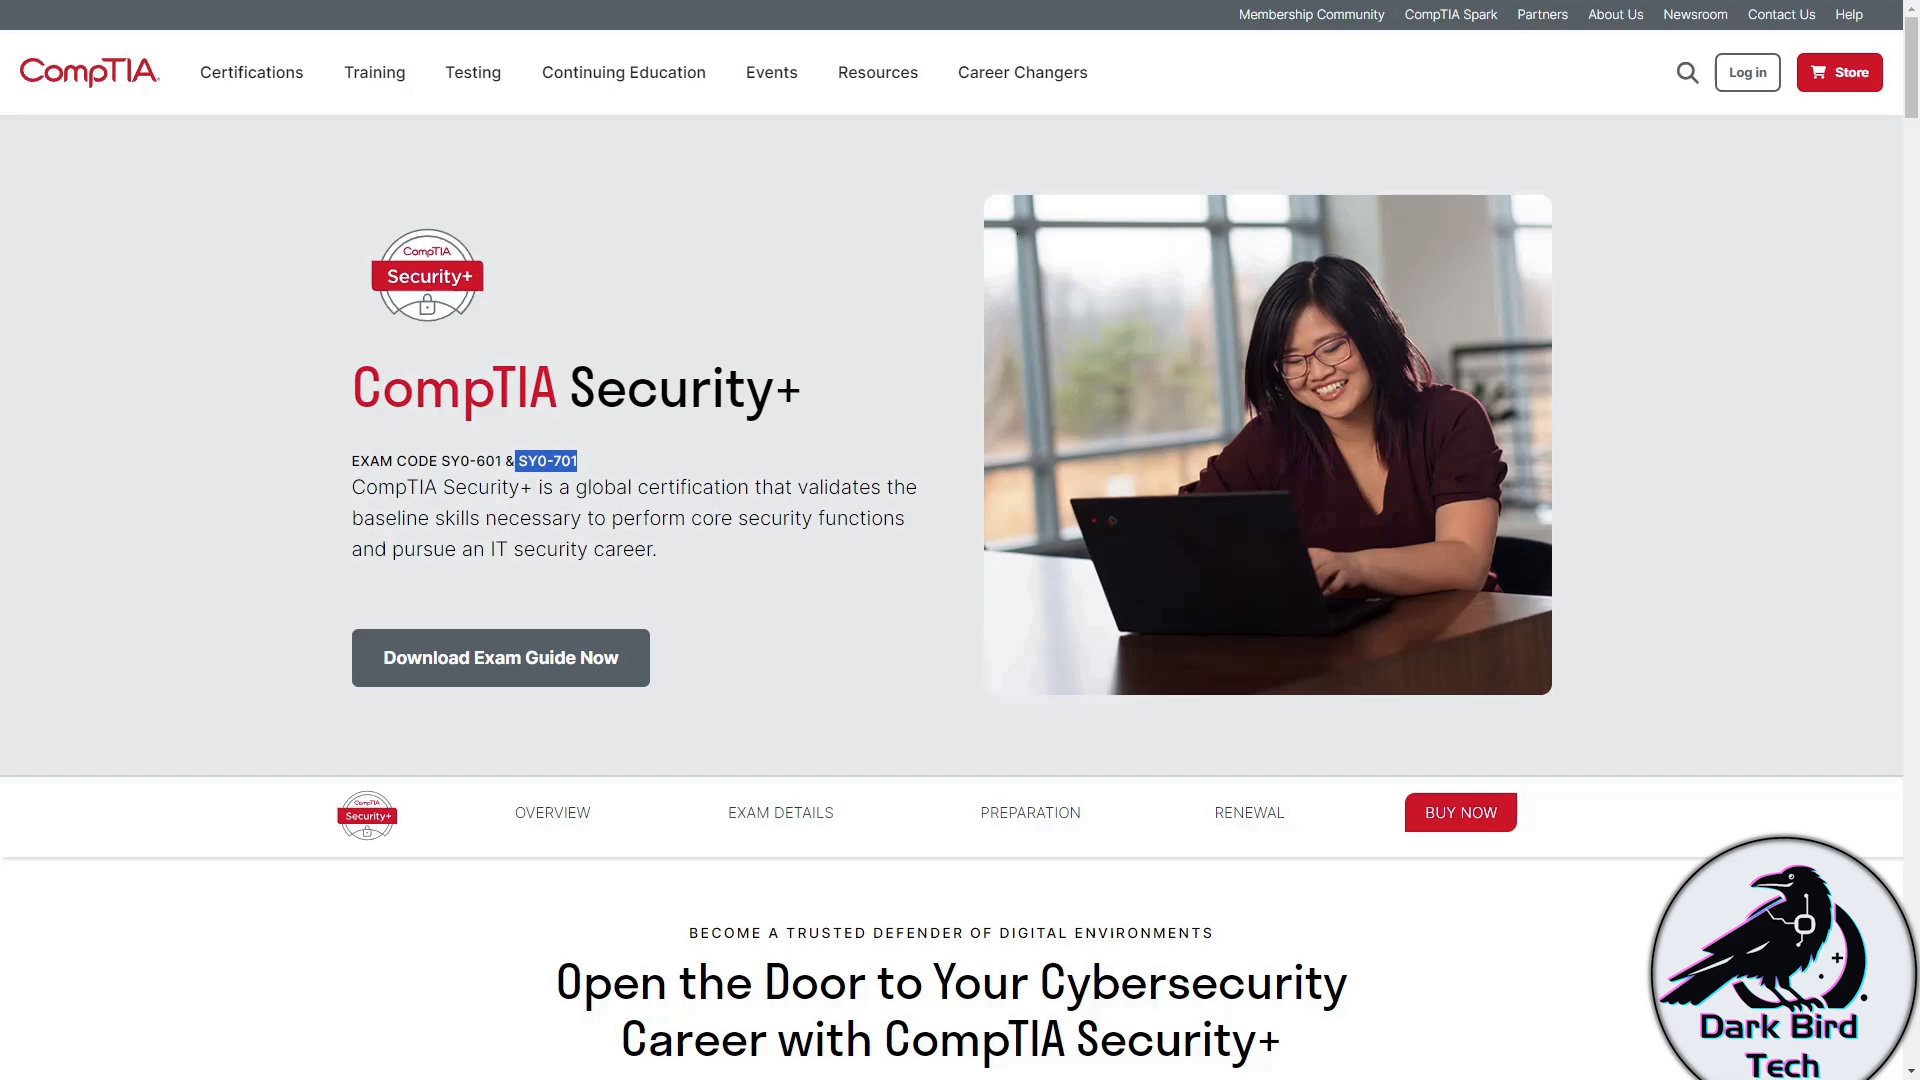 Membership Community CompTIA Spark Partners About Us Newsroom Contact Us Help
CompTIA Certifications Training Testing Continuing Education Events Resources Career Changers Log in Store
CompTIA
Security+
CompTIA Security+
EXAM CODE SY0-601 & SY0-701
CompTIA Security+ is a global certification that validates the
baseline skills necessary to perform core security functions
and pursue an IT security career.
Download Exam Guide Now
CompTIA
Security+
OVERVIEW EXAM DETAILS PREPARATION RENEWAL BUY NOW
BECOME A TRUSTED DEFENDER OF DIGITAL ENVIRONMENTS
Open the Door to Your Cybersecurity
Career with CompTIA Security+
Dark Bird
Tech